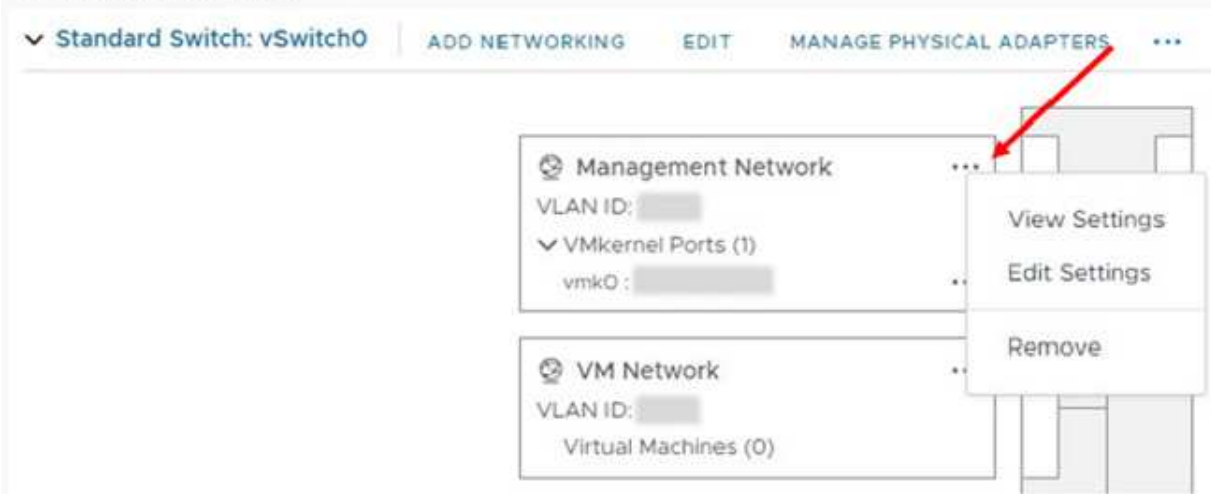 Standard Switch: vSwitch0 ADD NETWORKING EDIT MANAGE PHYSICAL ADAPTERS ...
Management Network ...
VLAN ID:
VMkernel Ports (1)
vmk0 :
View Settings
Edit Settings
Remove
VM Network
VLAN ID:
Virtual Machines (0)